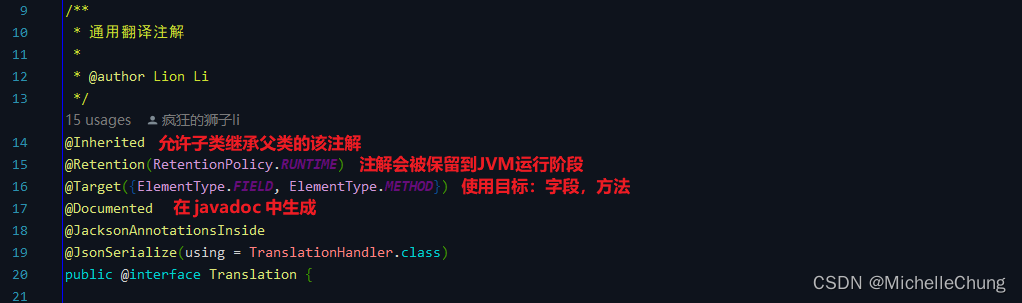 9 /**
10 * 通用翻译注解
11 *
12 * @author Lion Li
13 */
15 usages 疯狂的狮子li
14 @Inherited 允许子类继承父类的该注解
15 @Retention(RetentionPolicy.RUNTIME) 注解会被保留到JVM运行阶段
16 @Target({ElementType.FIELD, ElementType.METHOD}) 使用目标：字段，方法
17 @Documented 在 javadoc 中生成
18 @JacksonAnnotationsInside
19 @JsonSerialize(using = TranslationHandler.class)
20 public @interface Translation {
21
CSDN @MichelleChung